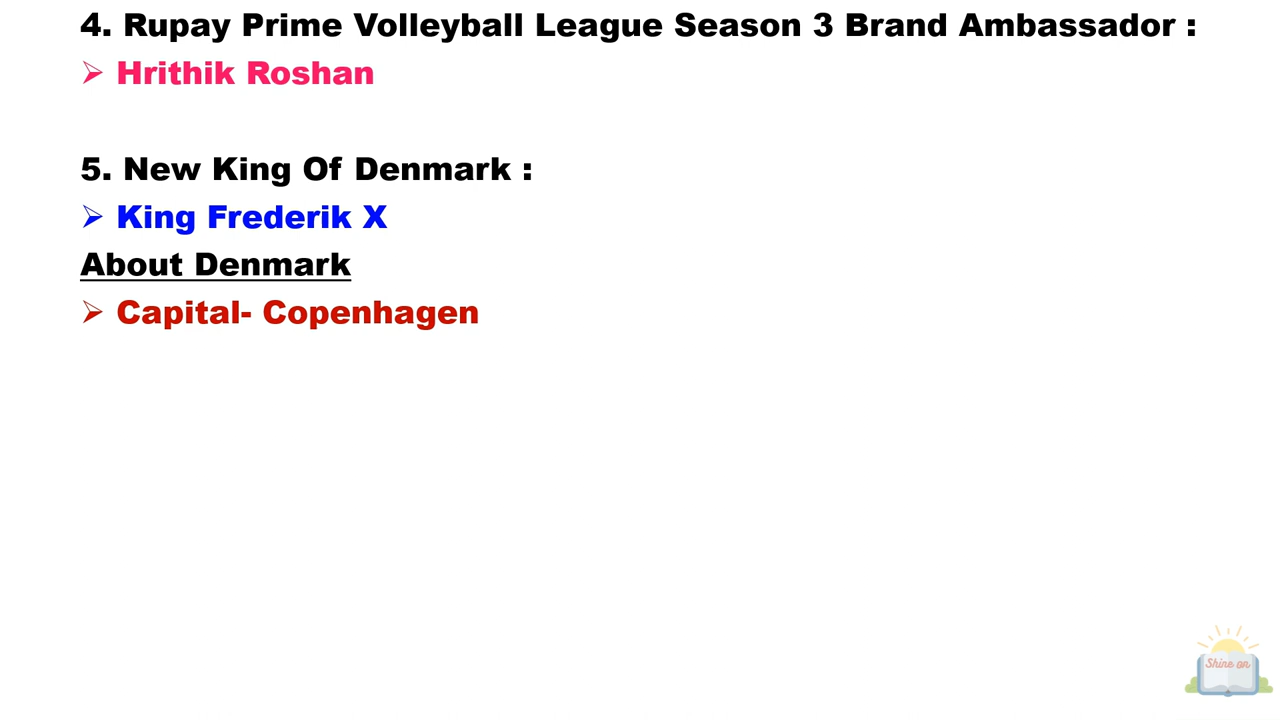 4. Rupay Prime Volleyball League Season 3 Brand Ambassador :
➢ Hrithik Roshan
5. New King Of Denmark :
➢ King Frederik X
About Denmark
➢ Capital- Copenhagen
Shine on